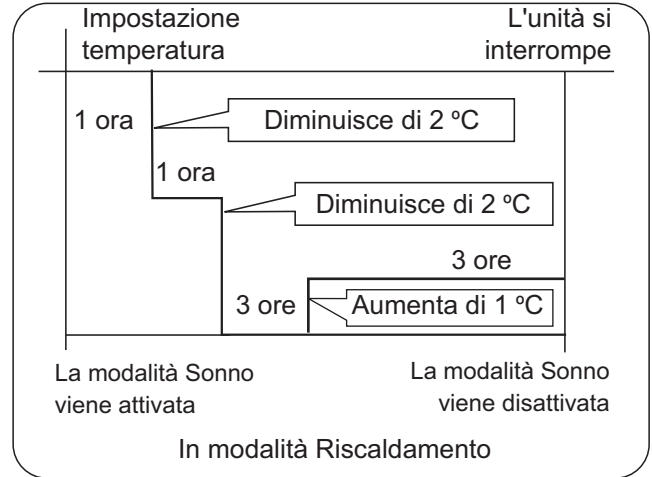 Impostazione
temperatura
L'unità si
interrompe
1 ora
Diminuisce di 2 ºC
1 ora
Diminuisce di 2 ºC
3 ore
3 ore
Aumenta di 1 ºC
La modalità Sonno
viene attivata
La modalità Sonno
viene disattivata
In modalità Riscaldamento